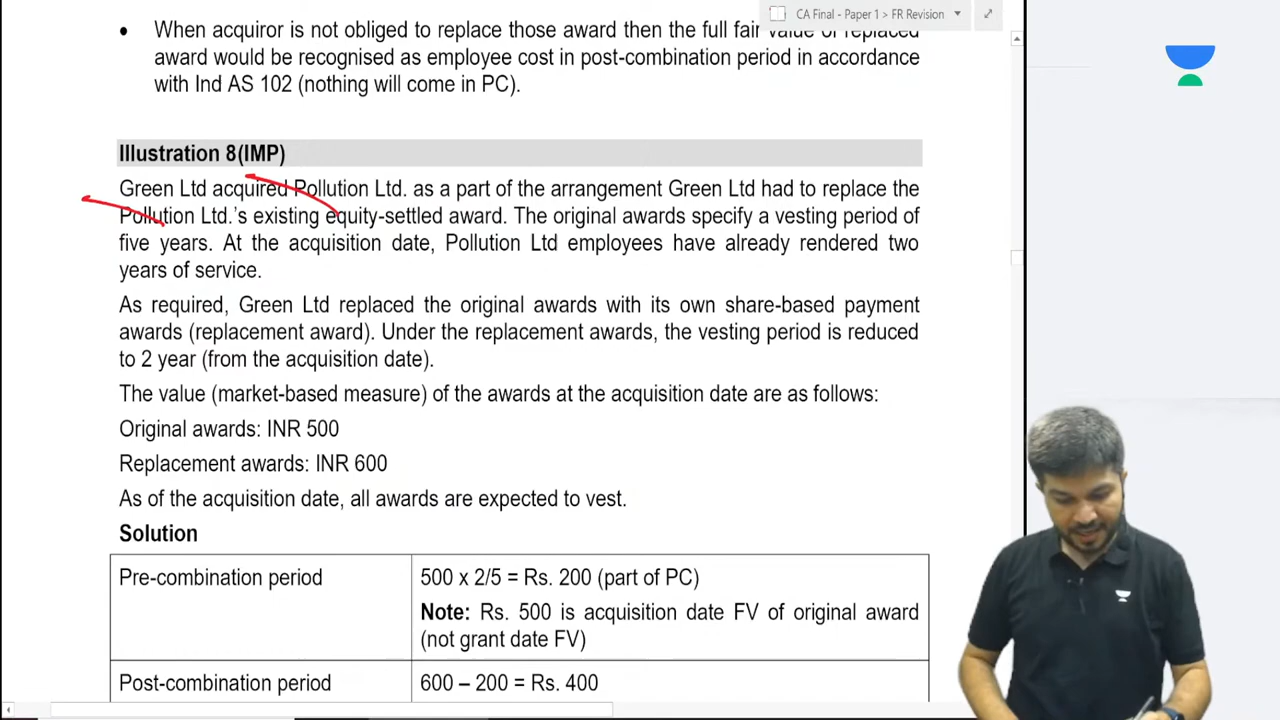 CA Final - Paper 1 > FR Revision
• When acquiror is not obliged to replace those award then the full fair value of replaced
award would be recognised as employee cost in post-combination period in accordance
with Ind AS 102 (nothing will come in PC).
Illustration 8(IMP)
Green Ltd acquired Pollution Ltd. as a part of the arrangement Green Ltd had to replace the
Pollution Ltd.'s existing equity-settled award. The original awards specify a vesting period of
five years. At the acquisition date, Pollution Ltd employees have already rendered two
years of service.
As required, Green Ltd replaced the original awards with its own share-based payment
awards (replacement award). Under the replacement awards, the vesting period is reduced
to 2 year (from the acquisition date).
The value (market-based measure) of the awards at the acquisition date are as follows:
Original awards: INR 500
Replacement awards: INR 600
As of the acquisition date, all awards are expected to vest.
Solution
Pre-combination period
500 x 2/5 = Rs. 200 (part of PC)
Note: Rs. 500 is acquisition date FV of original award
(not grant date FV)
Post-combination period
600 – 200 = Rs. 400